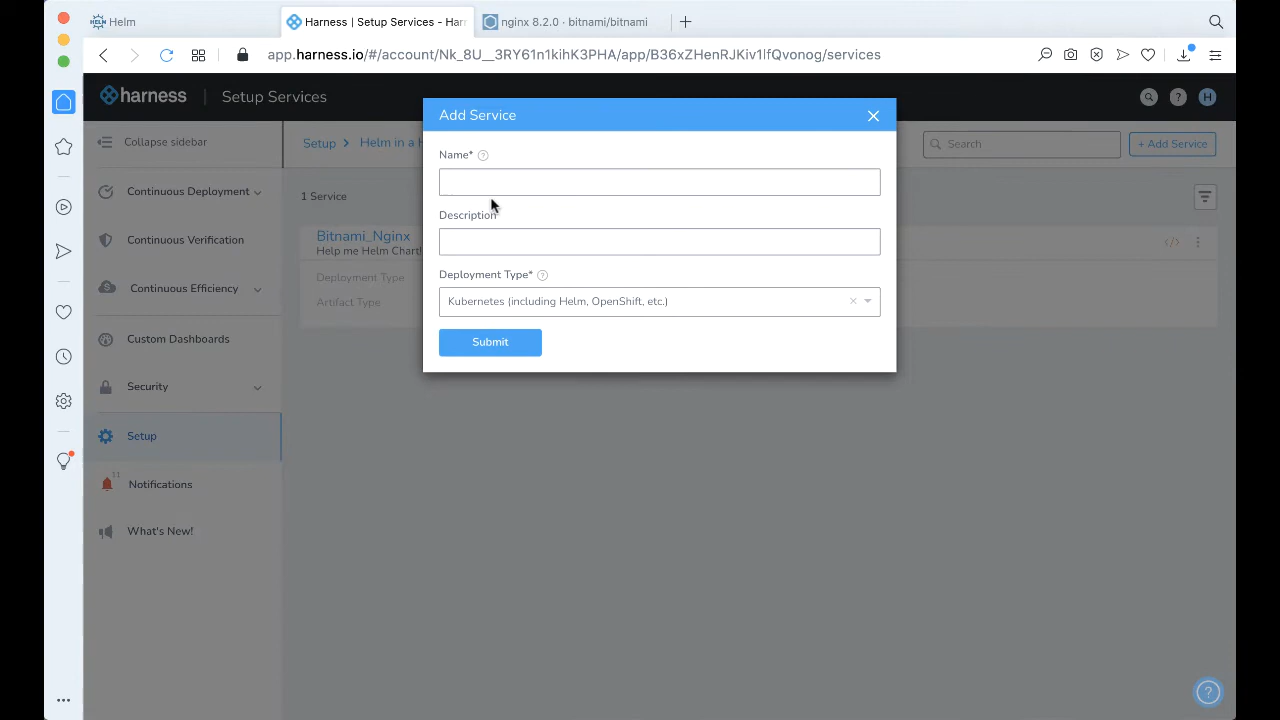 Helm
Harness | Setup Services - Harr
nginx 8.2.0 · bitnami/bitnami
app.harness.io/#/account/Nk_8U__3RY61n1kihK3PHA/app/B36xZHenRJKiv1lfQvonog/services
harness | Setup Services
H
Collapse sidebar
Continuous Deployment
Continuous Verification
Continuous Efficiency
Custom Dashboards
Security
Setup
11
Notifications
What's New!
Setup > Helm in a H
Search
+ Add Service
1 Service
Bitnami_Nginx
Help me Helm Chart!
Deployment Type
Artifact Type
Add Service
Name*
Description
Deployment Type*
Kubernetes (including Helm, OpenShift, etc.)
Submit